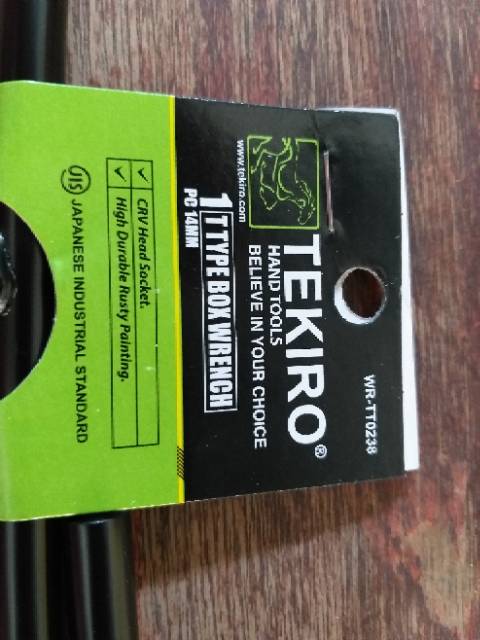 WR-TT0238
TEKIRO®
HAND TOOLS
BELIEVE IN YOUR CHOICE
www.tekiro.com
1 T TYPE BOX WRENCH
PC 14MM
CRV Head Socket.
High Durable Rusty Painting.
JIS JAPANESE INDUSTRIAL STANDARD